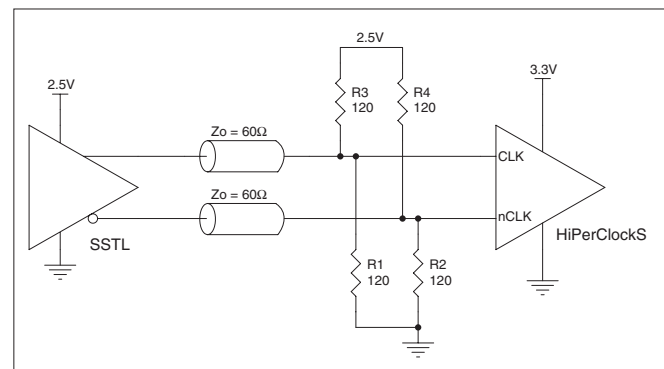 2.5V
2.5V
3.3V
R3
120
R4
120
Zo = 60Ω
CLK
Zo = 60Ω
nCLK
SSTL
HiPerClockS
R1
120
R2
120